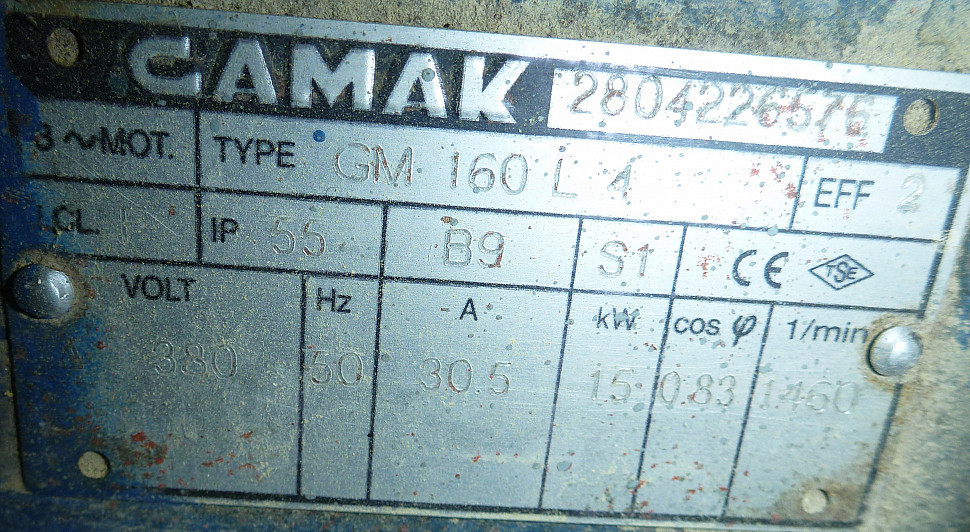 GAMAK 2804226576
3 ~MOT. TYPE GM 160 L 4 EFF 2
I.CL. IP 55 B9 S1 CE TSE
VOLT Hz A kW cos φ 1/min
380 50 30.5 15 0.83 1460